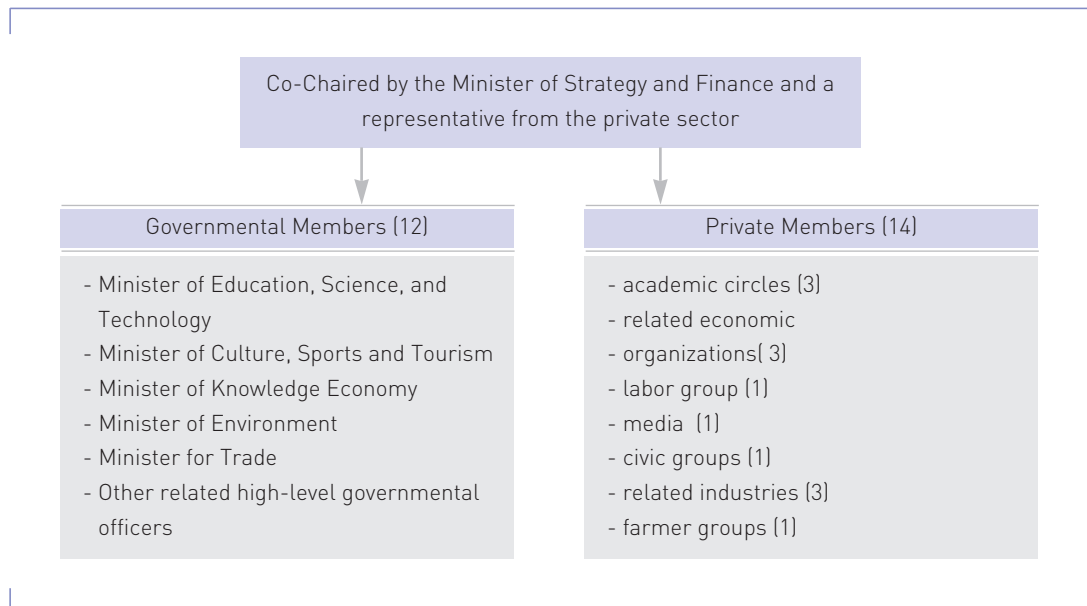 Co-Chaired by the Minister of Strategy and Finance and a
representative from the private sector
Governmental Members (12)
- Minister of Education, Science, and
Technology
- Minister of Culture, Sports and Tourism
- Minister of Knowledge Economy
- Minister of Environment
- Minister for Trade
- Other related high-level governmental
officers
Private Members (14)
- academic circles (3)
- related economic
- organizations( 3)
- labor group (1)
- media (1)
- civic groups (1)
- related industries (3)
- farmer groups (1)